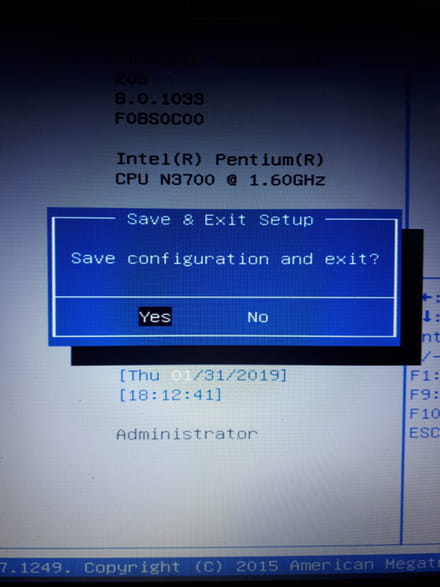 205
8.0.1033
F0BS0C00
Intel(R) Pentium(R)
CPU N3700 @ 1.60GHz
Save & Exit Setup
Save configuration and exit?
Yes No
[Thu 01/31/2019]
[18:12:41]
Administrator
F1:
F9:
F10
ESC
7.1249. Copyright (C) 2015 American Megat